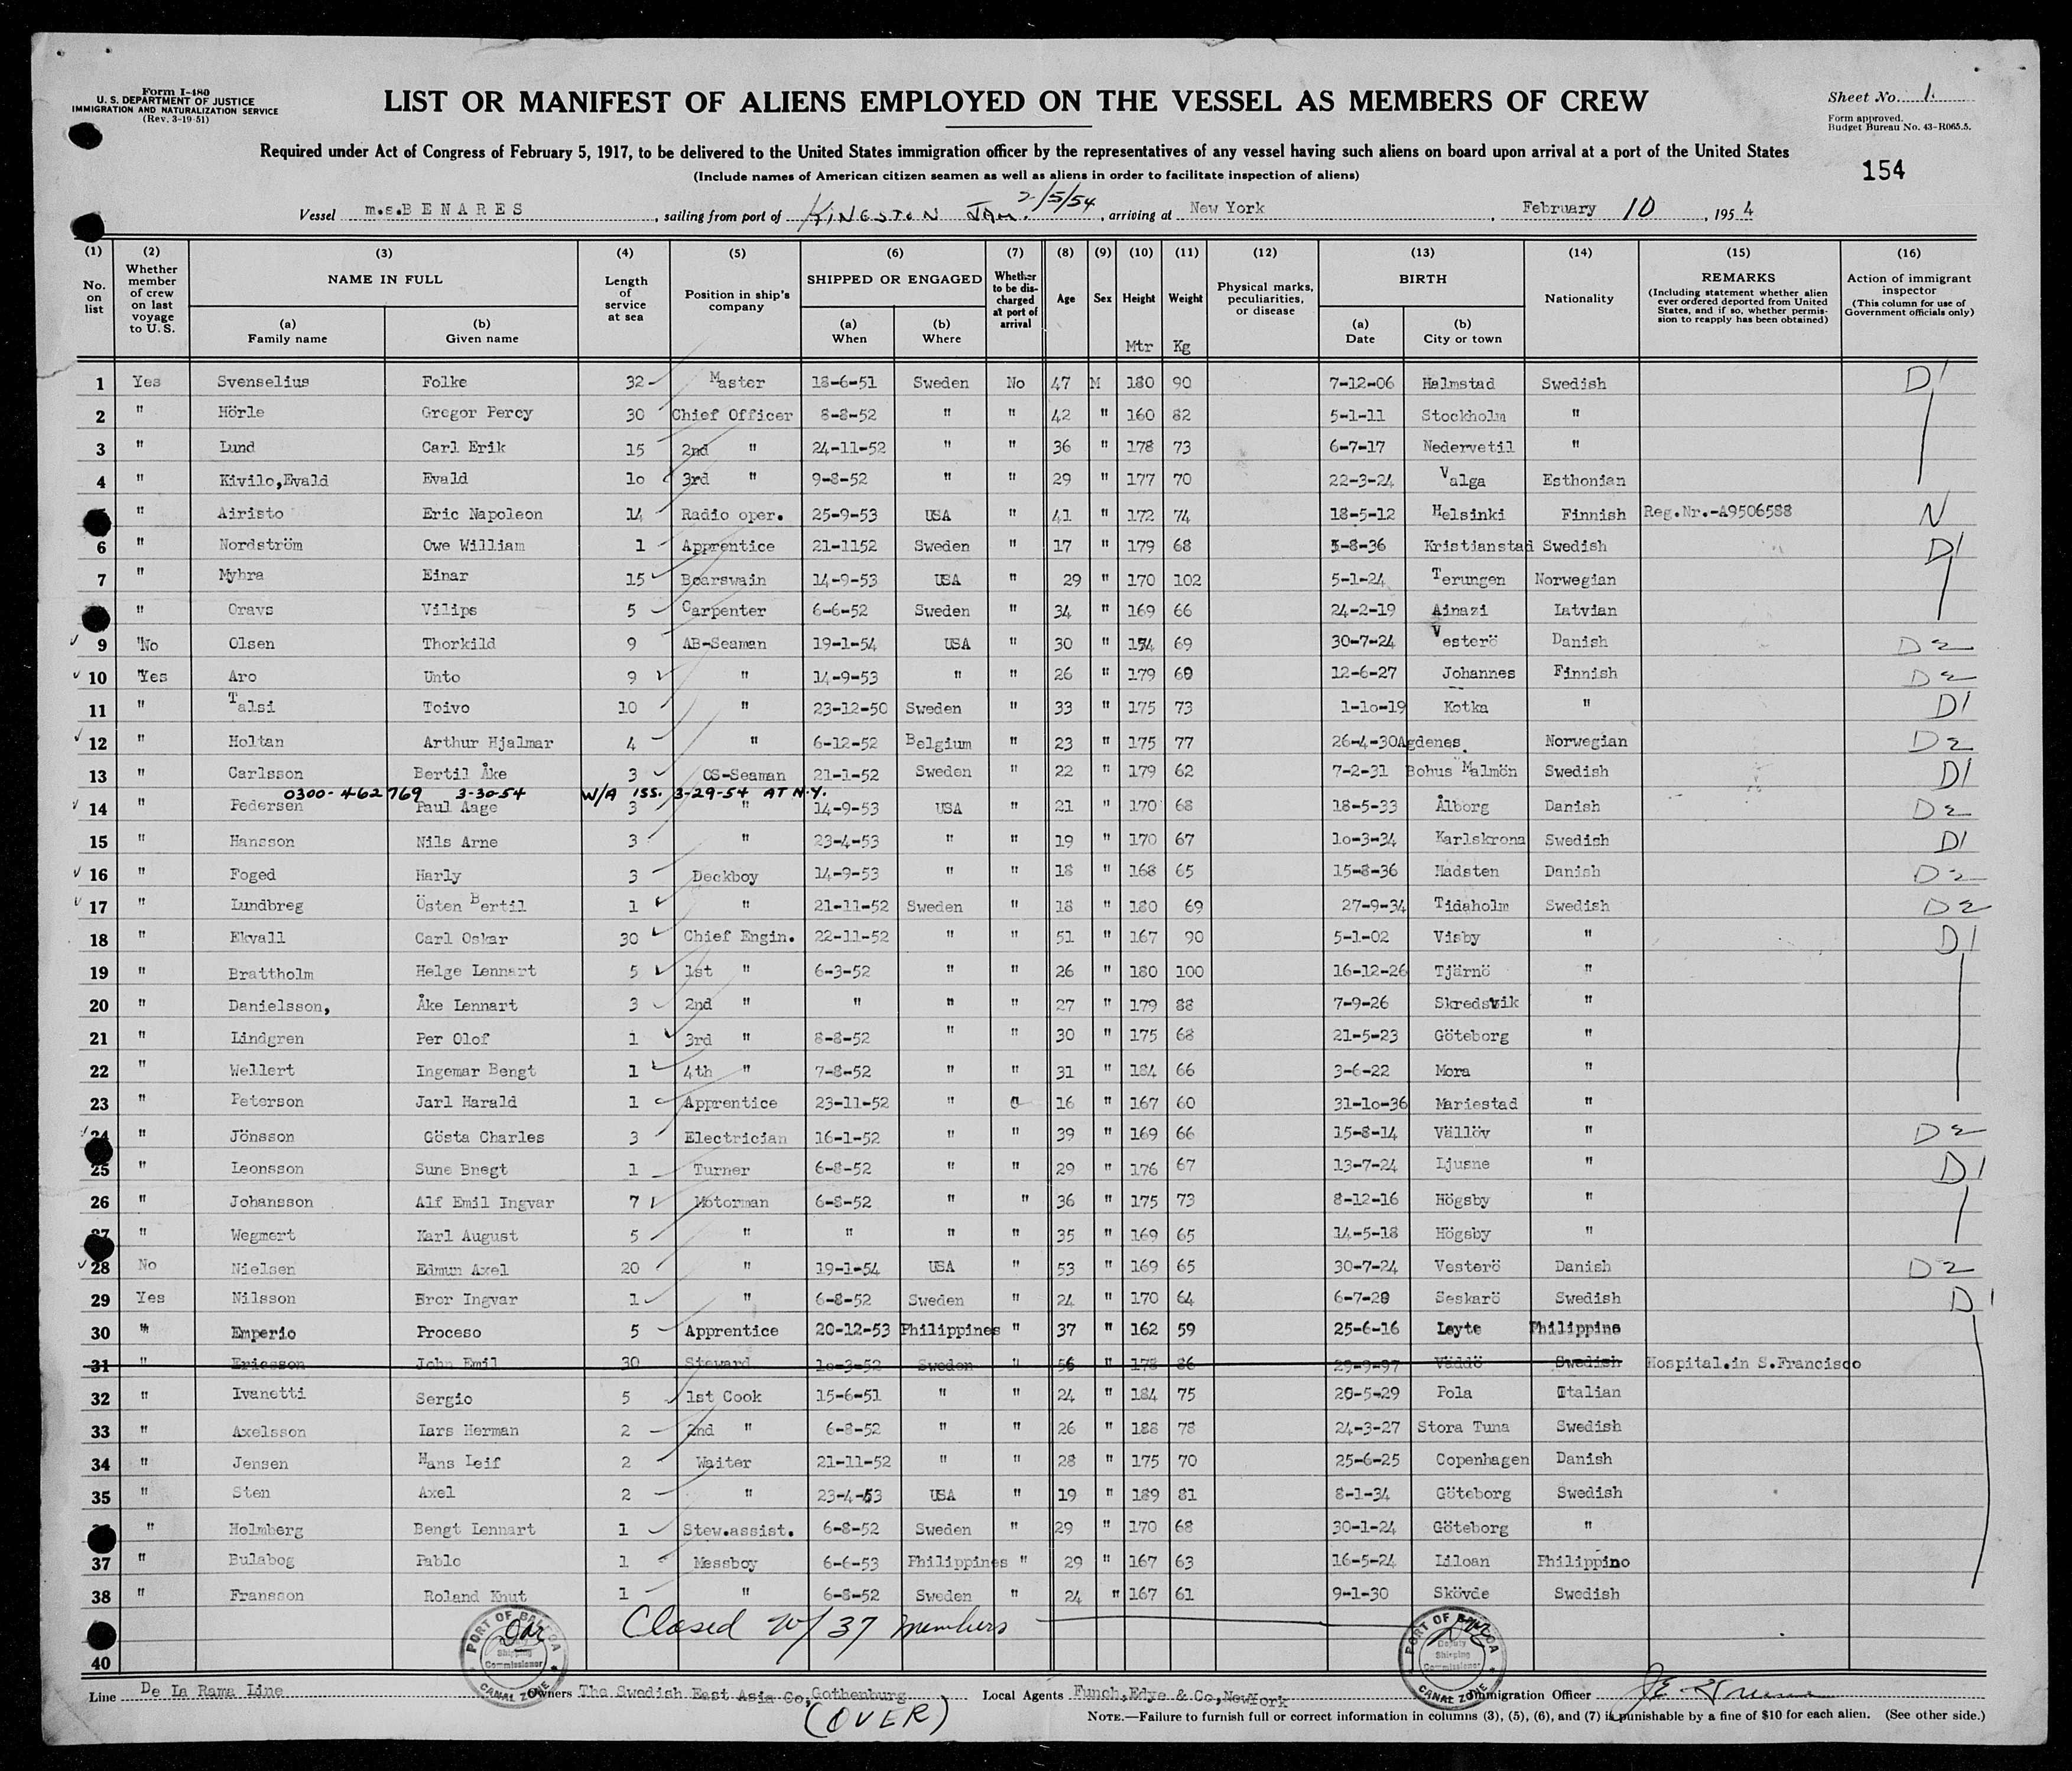 Form I-480
U. S. DEPARTMENT OF JUSTICE
IMMIGRATION AND NATURALIZATION SERVICE
(Rev. 3-19-51)
LIST OR MANIFEST OF ALIENS EMPLOYED ON THE VESSEL AS MEMBERS OF CREW
Sheet No. 1.
Form approved.
Budget Bureau No. 43-R065.5.
Required under Act of Congress of February 5, 1917, to be delivered to the United States immigration officer by the representatives of any vessel having such aliens on board upon arrival at a port of the United States
(Include names of American citizen seamen as well as aliens in order to facilitate inspection of aliens)
154
Vessel m.s.BENARES, sailing from port of KINGSTON JAM. 2/5/54, arriving at New York, February 10, 1954
(1) No. on list
(2) Whether member of crew on last voyage to U. S.
(3) NAME IN FULL (a) Family name (b) Given name
(4) Length of service at sea
(5) Position in ship's company
(6) SHIPPED OR ENGAGED (a) When (b) Where
(7) Whether to be discharged at port of arrival
(8) Age
(9) Sex
(10) Height Mtr
(11) Weight Kg
(12) Physical marks, peculiarities, or disease
(13) BIRTH (a) Date (b) City or town
(14) Nationality
(15) REMARKS (Including statement whether alien ever ordered deported from United States, and if so, whether permission to reapply has been obtained)
(16) Action of immigrant inspector (This column for use of Government officials only)
1 Yes Svenselius Folke 32 Master 18-6-51 Sweden No 47 M 180 90 7-12-06 Halmstad Swedish D1
2 " Hörle Gregor Percy 30 Chief Officer 8-8-52 " " 42 " 160 82 5-1-11 Stockholm "
3 " Lund Carl Erik 15 2nd " 24-11-52 " " 36 " 178 73 6-7-17 Nedervetil "
4 " Kivilo,Evald Evald 10 3rd " 9-8-52 " " 29 " 177 70 22-3-24 Valga Esthonian
" Airisto Eric Napoleon 14 Radio oper. 25-9-53 USA " 41 " 172 74 18-5-12 Helsinki Finnish Reg.Nr.-A9506588 N
6 " Nordström Owe William 1 Apprentice 21-1152 Sweden " 17 " 179 68 5-8-36 Kristianstad Swedish D1
7 " Myhra Einar 15 Boarswain 14-9-53 USA " 29 " 170 102 5-1-24 Terungen Norwegian
" Oravs Vilips 5 Carpenter 6-6-52 Sweden " 34 " 169 66 24-2-19 Ainazi Latvian
9 "No Olsen Thorkild 9 AB-Seaman 19-1-54 USA " 30 " 154 69 30-7-24 Vesterö Danish D2
10 "Yes Aro Unto 9 " 14-9-53 " " 26 " 179 60 12-6-27 Johannes Finnish D2
11 " Talsi Toivo 10 " 23-12-50 Sweden " 33 " 175 73 1-10-19 Kotka " D1
12 " Holtan Arthur Hjalmar 4 " 6-12-52 Belgium " 23 " 175 77 26-4-30 Agdenes. Norwegian D2
13 " Carlsson Bertil Åke 3 OS-Seaman 21-1-52 Sweden " 22 " 179 62 7-2-31 Bohus Malmön Swedish D1
0300-462769 3-30-54 W/A ISS. 3-29-54 AT N.Y.
14 " Pedersen Paul Aage 3 " 14-9-53 USA " 21 " 170 68 18-5-33 Ålborg Danish D2
15 " Hansson Nils Arne 3 " 23-4-53 " " 19 " 170 67 10-3-34 Karlskrona Swedish D1
16 " Foged Harly 3 Deckboy 14-9-53 " " 18 " 168 65 15-8-36 Hadsten Danish D2
17 " Lundbreg Östen Bertil 1 " 21-11-52 Sweden " 18 " 180 69 27-9-34 Tidaholm Swedish D2
18 " Ekvall Carl Oskar 30 Chief Engin. 22-11-52 " " 51 " 167 90 5-1-02 Visby " D1
19 " Brattholm Helge Lennart 5 1st " 6-3-52 " " 26 " 180 100 16-12-26 Tjärnö "
20 " Danielsson, Åke Lennart 3 2nd " " " " 27 " 179 88 7-9-26 Skredsvik "
21 " Lindgren Per Olof 1 3rd " 8-8-52 " " 30 " 175 68 21-5-23 Göteborg "
22 " Wellert Ingemar Bengt 1 4th " 7-8-52 " " 31 " 184 66 3-6-22 Mora "
23 " Peterson Jarl Harald 1 Apprentice 23-11-52 " " 16 " 167 60 31-10-36 Mariestad "
24 " Jönsson Gösta Charles 3 Electrician 16-1-52 " " 39 " 169 66 15-8-14 Vällöv " D2
25 " Leonsson Sune Bnegt 1 Turner 6-8-52 " " 29 " 176 67 13-7-24 Ljusne " D1
26 " Johansson Alf Emil Ingvar 7 Motorman 6-8-52 " " 36 " 175 73 8-12-16 Högsby "
27 " Wegmert Karl August 5 " " " " 35 " 169 65 14-5-18 Högsby "
28 No Nielsen Edmun Axel 20 " 19-1-54 USA " 53 " 169 65 30-7-24 Vesterö Danish D2
29 Yes Nilsson Bror Ingvar 1 " 6-8-52 Sweden " 24 " 170 64 6-7-29 Seskarö Swedish D1
30 " Emperio Proceso 5 Apprentice 20-12-53 Philippines " 37 " 162 59 25-6-16 Leyte Philippine
31 " Ericsson John Emil 30 Steward 10-3-52 Sweden " 56 " 178 86 29-9-97 Väddö Swedish Hospital.in S.Francisco
32 " Ivanetti Sergio 5 1st Cook 15-6-51 " " 24 " 184 75 20-5-29 Pola Italian
33 " Axelsson Lars Herman 2 2nd " 6-8-52 " " 26 " 188 78 24-3-27 Stora Tuna Swedish
34 " Jensen Hans Leif 2 Waiter 21-11-52 " " 28 " 175 70 25-6-25 Copenhagen Danish
35 " Sten Axel 2 " 23-4-53 USA " 19 " 189 81 8-1-34 Göteborg Swedish
" Holmberg Bengt Lennart 1 Stew.assist. 6-8-52 Sweden " 29 " 170 68 30-1-24 Göteborg "
37 " Bulabog Pablo 1 Messboy 6-6-53 Philippines " 29 " 167 63 16-5-24 Liloan Philippino
38 " Fransson Roland Knut 1 " 6-8-52 Sweden " 24 " 167 61 9-1-30 Skövde Swedish
Closed w/ 37 members
PORT OF BALBOA Shipping Commissioner CANAL ZONE
PORT OF BALBOA Deputy Shipping Commissioner CANAL ZONE
40
Line De La Rama Line Owners The Swedish East Asia Co,Gothenburg Local Agents Funch,Edye & Co,NewYork Immigration Officer
(OVER)
NOTE.—Failure to furnish full or correct information in columns (3), (5), (6), and (7) is punishable by a fine of $10 for each alien. (See other side.)